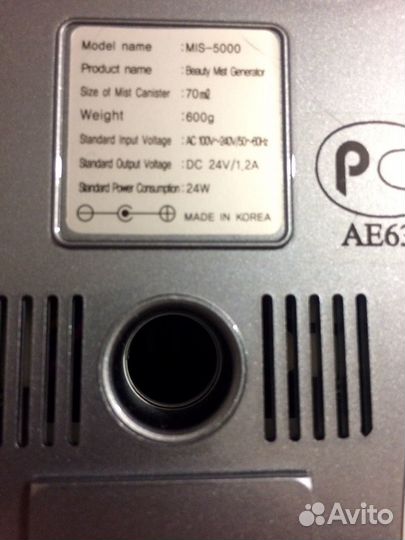 Model name : MIS-5000
Product name : Beauty Mist Generator
Size of Mist Canister : 70㎖
Weight : 600g
Standard Input Voltage : AC 100V~240V/50~60Hz
Standard Output Voltage : DC 24V/1,2A
Standard Power Consumption : 24W
MADE IN KOREA
P
AE63
Avito